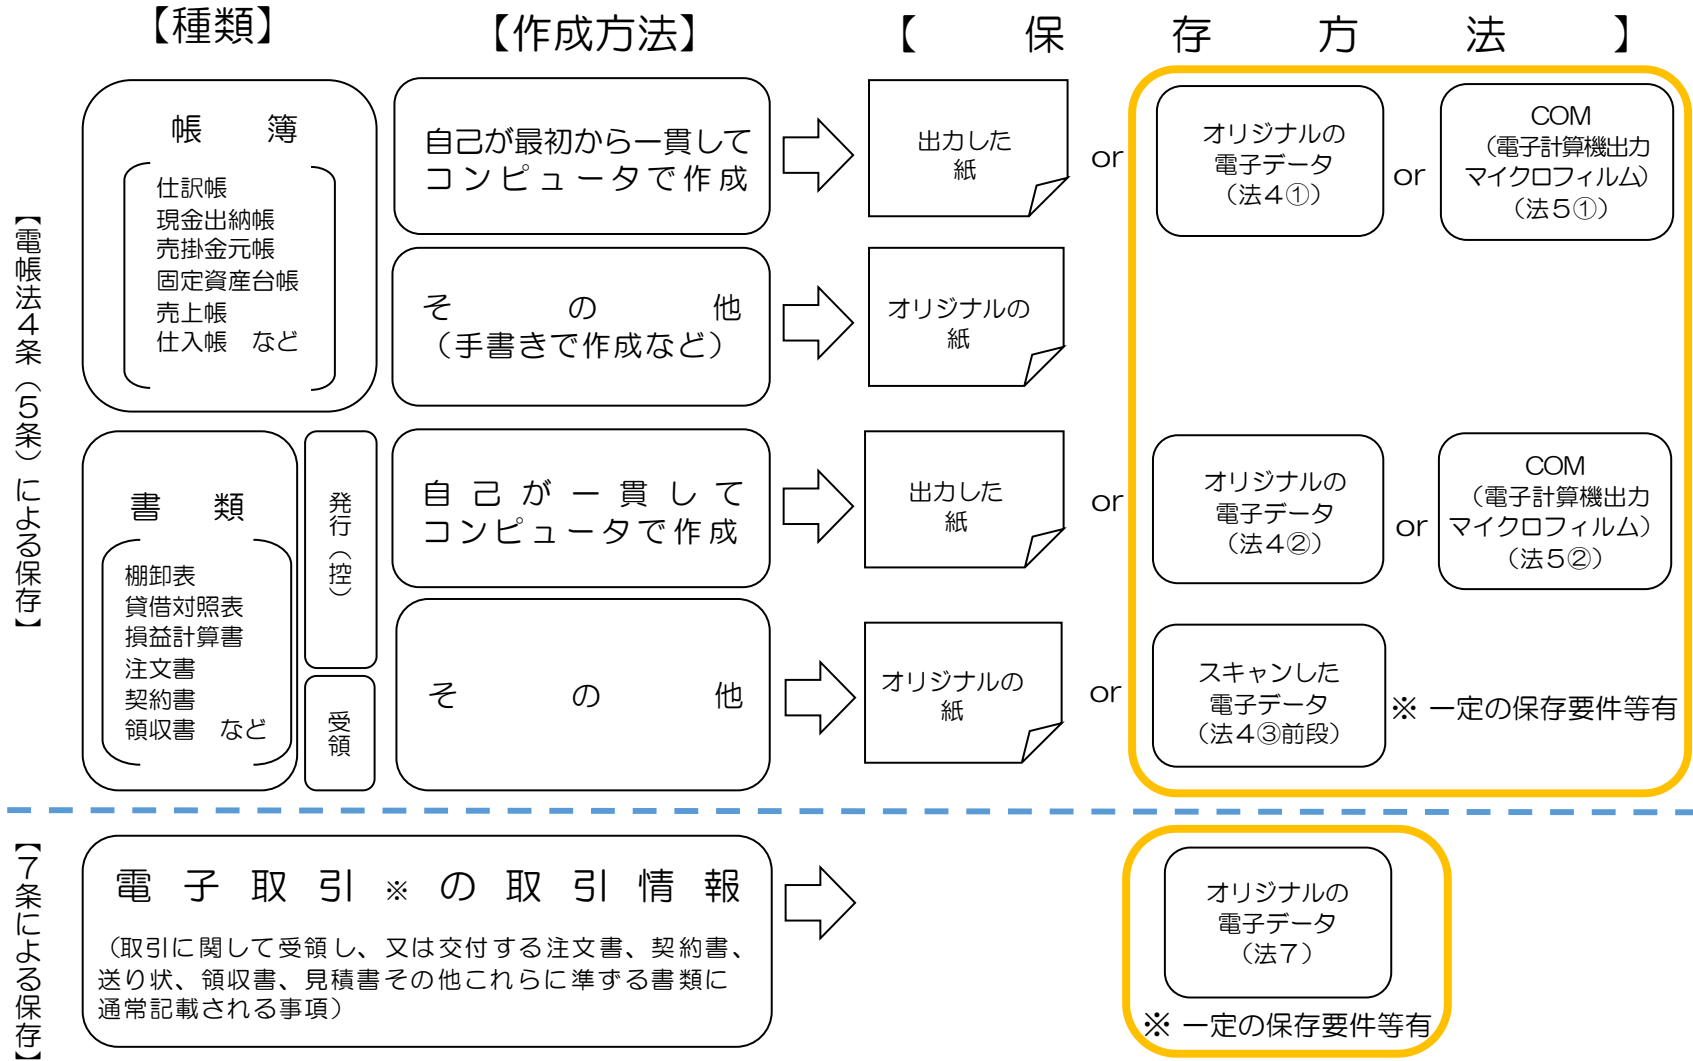 【種類】
【作成方法】
【保存方法】
【電帳法４条（５条）による保存】
帳簿
仕訳帳
現金出納帳
売掛金元帳
固定資産台帳
売上帳
仕入帳　など
自己が最初から一貫して
コンピュータで作成
出力した
紙
or
オリジナルの
電子データ
（法４①）
or
COM
（電子計算機出力
マイクロフィルム）
（法５①）
その他
（手書きで作成など）
オリジナルの
紙
書類
棚卸表
貸借対照表
損益計算書
注文書
契約書
領収書　など
発行（控）
受領
自己が一貫して
コンピュータで作成
出力した
紙
or
オリジナルの
電子データ
（法４②）
or
COM
（電子計算機出力
マイクロフィルム）
（法５②）
その他
オリジナルの
紙
or
スキャンした
電子データ
（法４③前段）
※ 一定の保存要件等有
【７条による保存】
電子取引※の取引情報
（取引に関して受領し、又は交付する注文書、契約書、
送り状、領収書、見積書その他これらに準ずる書類に
通常記載される事項）
オリジナルの
電子データ
（法７）
※ 一定の保存要件等有